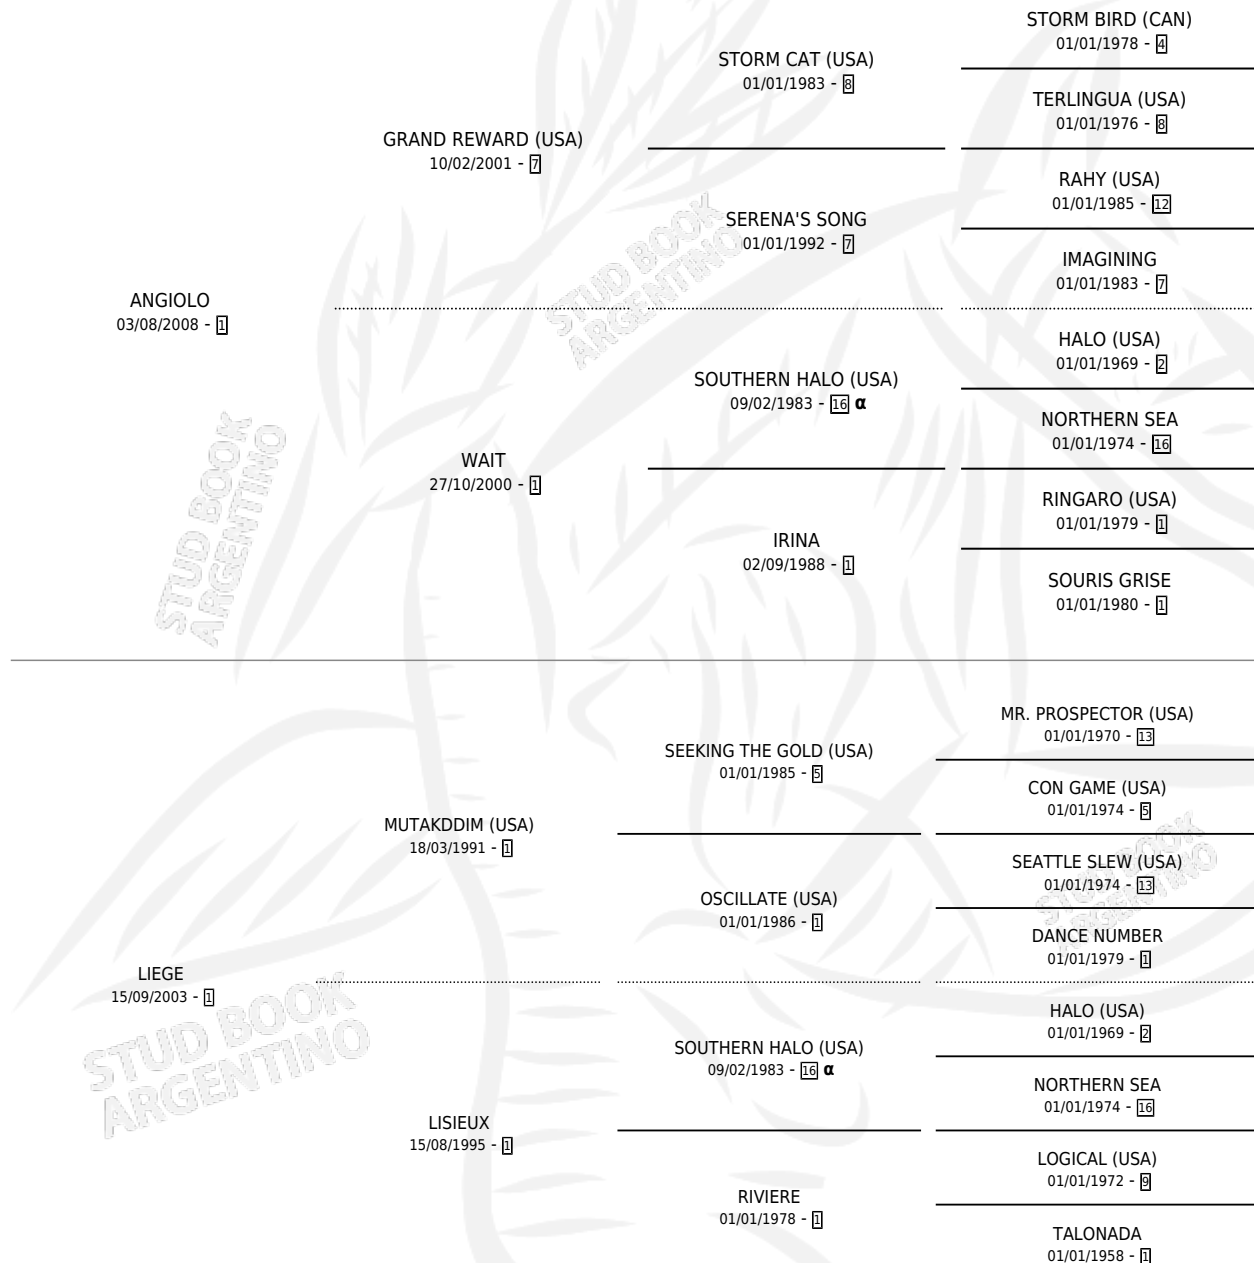 STORM BIRD (CAN)
01/01/1978 - 4
STORM CAT (USA)
01/01/1983 - 8
TERLINGUA (USA)
01/01/1976 - 8
GRAND REWARD (USA)
10/02/2001 - 7
RAHY (USA)
01/01/1985 - 12
SERENA'S SONG
01/01/1992 - 7
IMAGINING
01/01/1983 - 7
ANGIOLO
03/08/2008 - 1
HALO (USA)
01/01/1969 - 2
SOUTHERN HALO (USA)
09/02/1983 - 16 α
NORTHERN SEA
01/01/1974 - 16
WAIT
27/10/2000 - 1
RINGARO (USA)
01/01/1979 - 1
IRINA
02/09/1988 - 1
SOURIS GRISE
01/01/1980 - 1
STUD BOOK
ARGENTINO
STUD BOOK
ARGENTINO
MR. PROSPECTOR (USA)
01/01/1970 - 13
SEEKING THE GOLD (USA)
01/01/1985 - 5
CON GAME (USA)
01/01/1974 - 5
MUTAKDDIM (USA)
18/03/1991 - 1
SEATTLE SLEW (USA)
01/01/1974 - 13
OSCILLATE (USA)
01/01/1986 - 1
DANCE NUMBER
01/01/1979 - 1
LIEGE
15/09/2003 - 1
HALO (USA)
01/01/1969 - 2
SOUTHERN HALO (USA)
09/02/1983 - 16 α
NORTHERN SEA
01/01/1974 - 16
LISIEUX
15/08/1995 - 1
LOGICAL (USA)
01/01/1972 - 9
RIVIERE
01/01/1978 - 1
TALONADA
01/01/1958 - 1
STUD BOOK
ARGENTINO
STUD BOOK
ARGENTINO